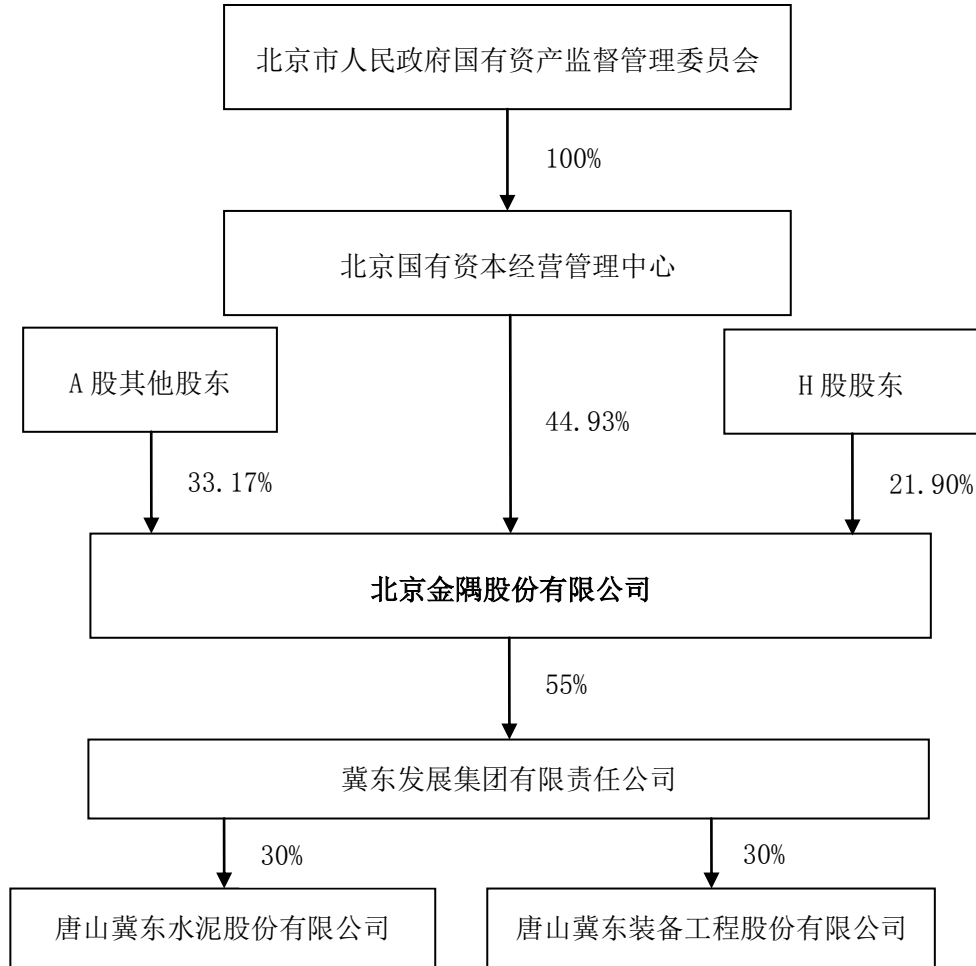 北京市人民政府国有资产监督管理委员会
100%
北京国有资本经营管理中心
A 股其他股东
H 股股东
44.93%
33.17%
21.90%
北京金隅股份有限公司
55%
冀东发展集团有限责任公司
30%
30%
唐山冀东水泥股份有限公司
唐山冀东装备工程股份有限公司